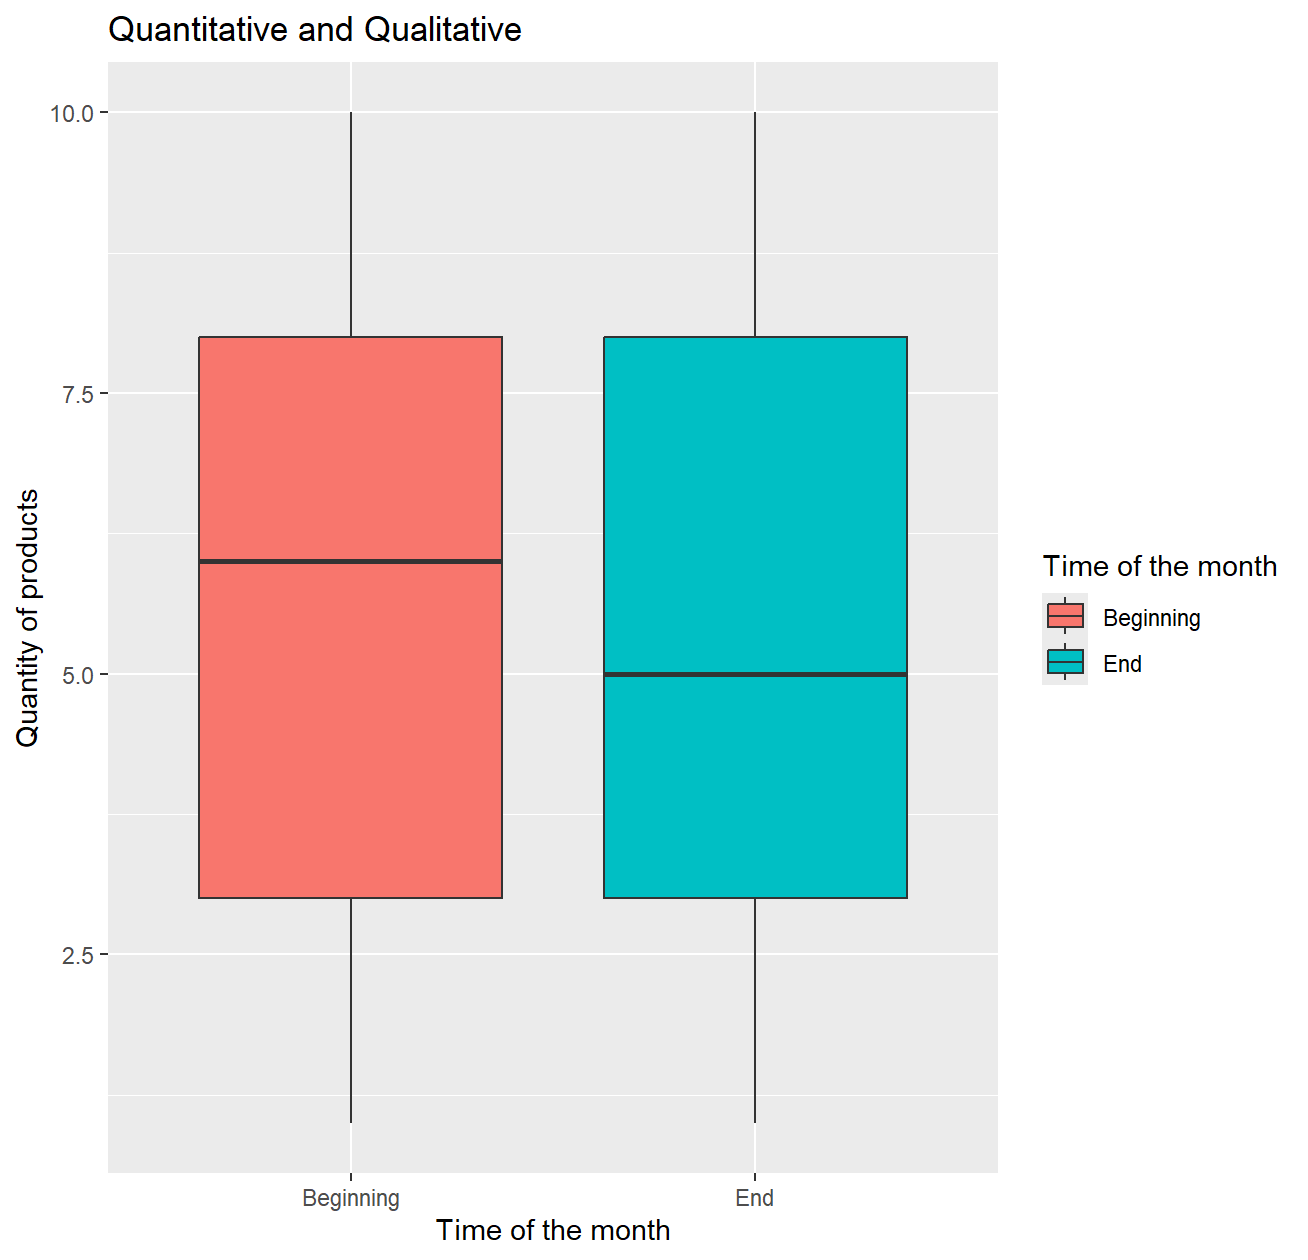 Quantitative and Qualitative
10.0
7.5
5.0
2.5
Quantity of products
Beginning
End
Time of the month
Time of the month
Beginning
End